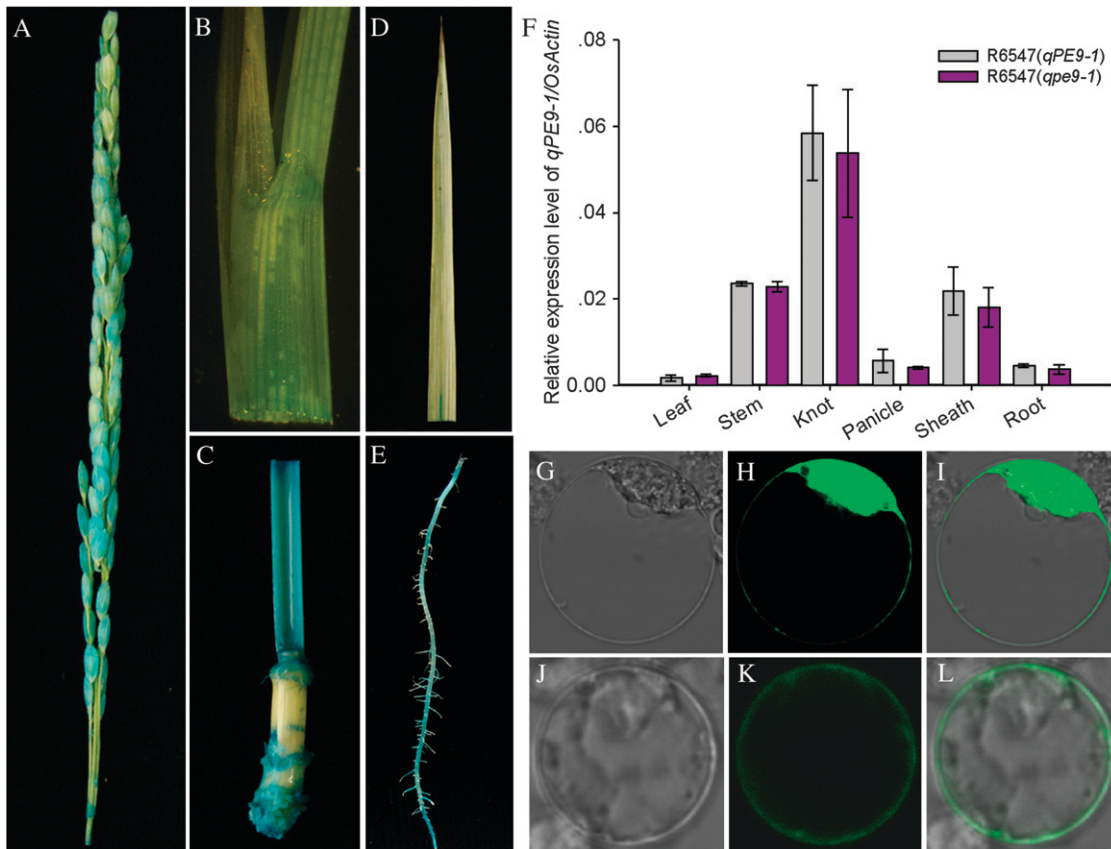 A
B
D
F
.08
.06
.04
.02
0.00
Relative expression level of qPE9-1/OsActin
R6547(qPE9-1)
R6547(qpe9-1)
Leaf
Stem
Knot
Panicle
Sheath
Root
C
E
G
H
I
J
K
L